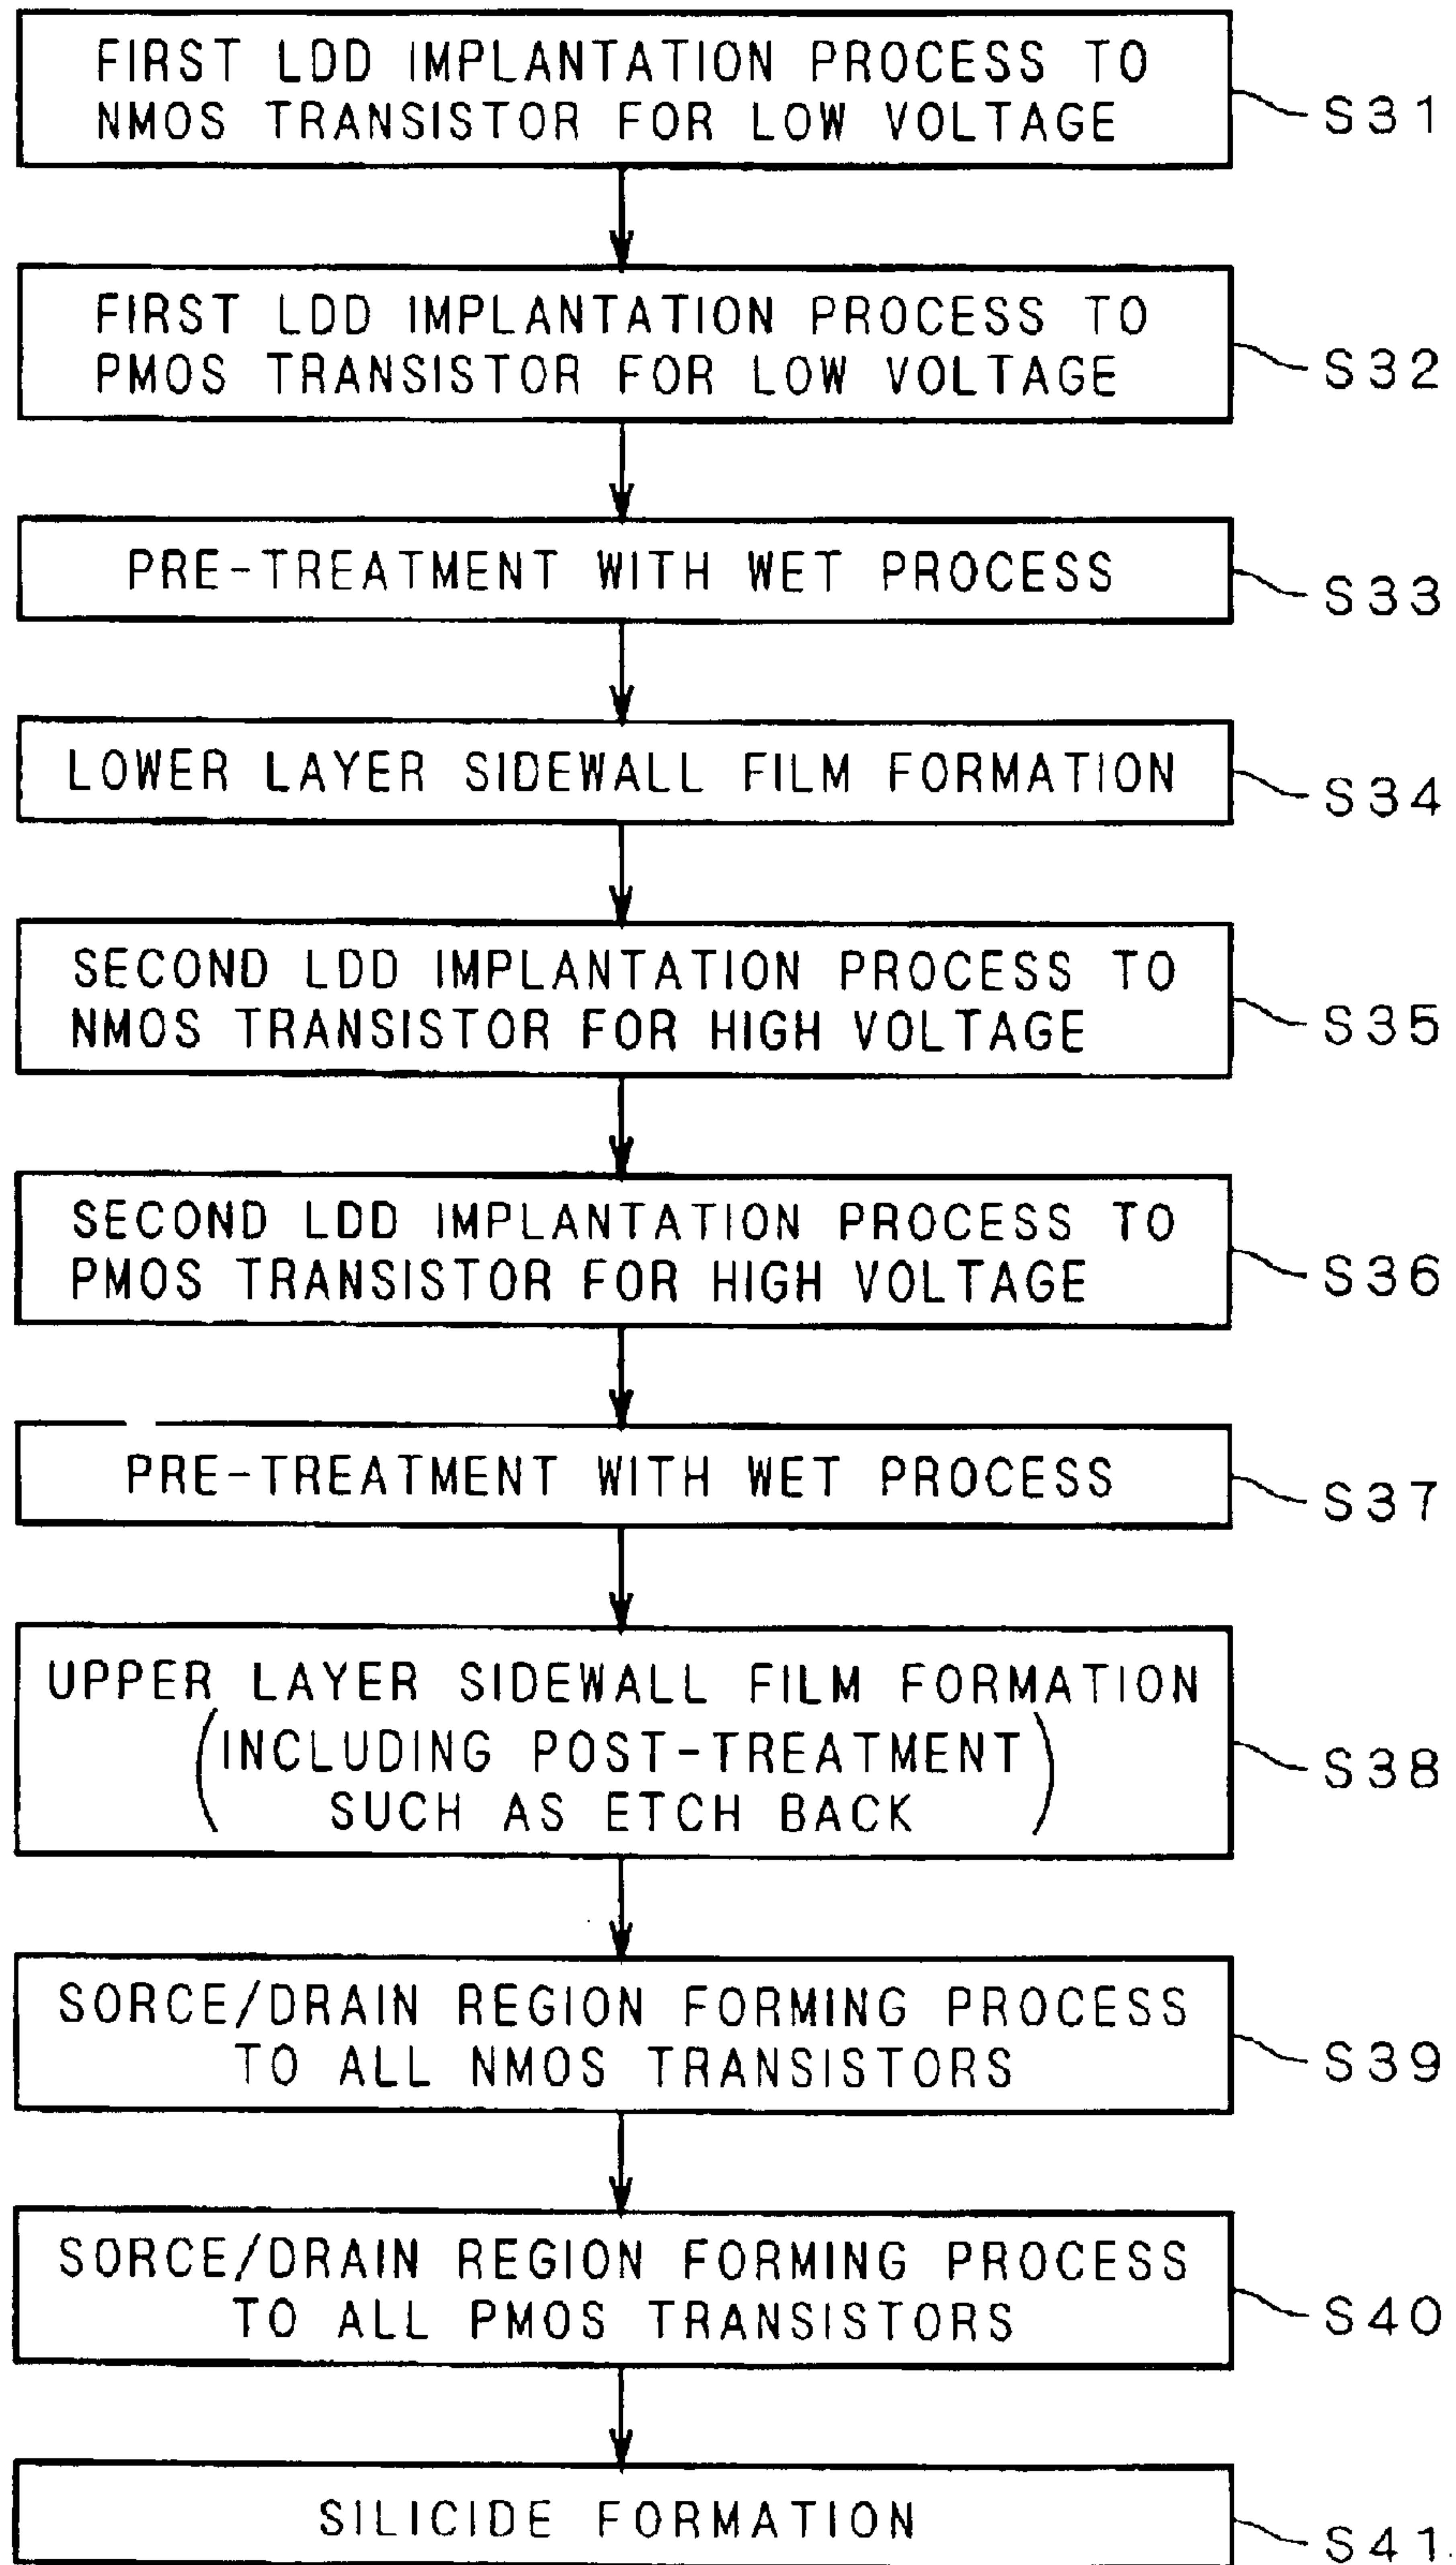 FIRST LDD IMPLANTATION PROCESS TO
NMOS TRANSISTOR FOR LOW VOLTAGE
S31
FIRST LDD IMPLANTATION PROCESS TO
PMOS TRANSISTOR FOR LOW VOLTAGE
S32
PRE-TREATMENT WITH WET PROCESS
S33
LOWER LAYER SIDEWALL FILM FORMATION
S34
SECOND LDD IMPLANTATION PROCESS TO
NMOS TRANSISTOR FOR HIGH VOLTAGE
S35
SECOND LDD IMPLANTATION PROCESS TO
PMOS TRANSISTOR FOR HIGH VOLTAGE
S36
PRE-TREATMENT WITH WET PROCESS
S37
UPPER LAYER SIDEWALL FILM FORMATION
(INCLUDING POST-TREATMENT
SUCH AS ETCH BACK)
S38
SORCE/DRAIN REGION FORMING PROCESS
TO ALL NMOS TRANSISTORS
S39
SORCE/DRAIN REGION FORMING PROCESS
TO ALL PMOS TRANSISTORS
S40
SILICIDE FORMATION
S41